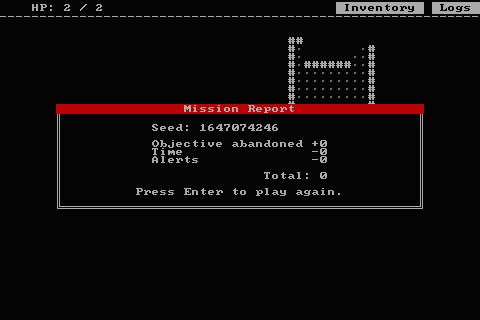 HP: 2 / 2 Inventory Logs
Mission Report
Seed: 1647074246
Objective abandoned +0
Time -0
Alerts -0
Total: 0
Press Enter to play again.